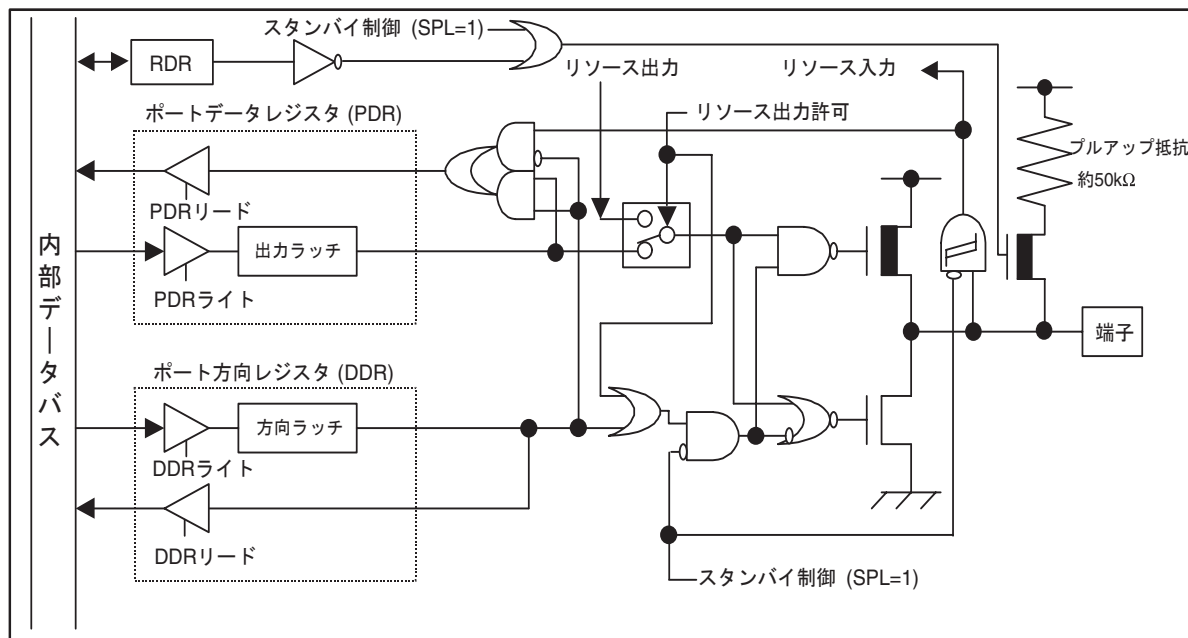 スタンバイ制御 (SPL=1)
RDR
リソース出力
リソース入力
ポートデータレジスタ (PDR)
リソース出力許可
プルアップ抵抗
約50kΩ
PDRリード
内部データバス
出力ラッチ
PDRライト
端子
ポート方向レジスタ (DDR)
方向ラッチ
DDRライト
DDRリード
スタンバイ制御 (SPL=1)